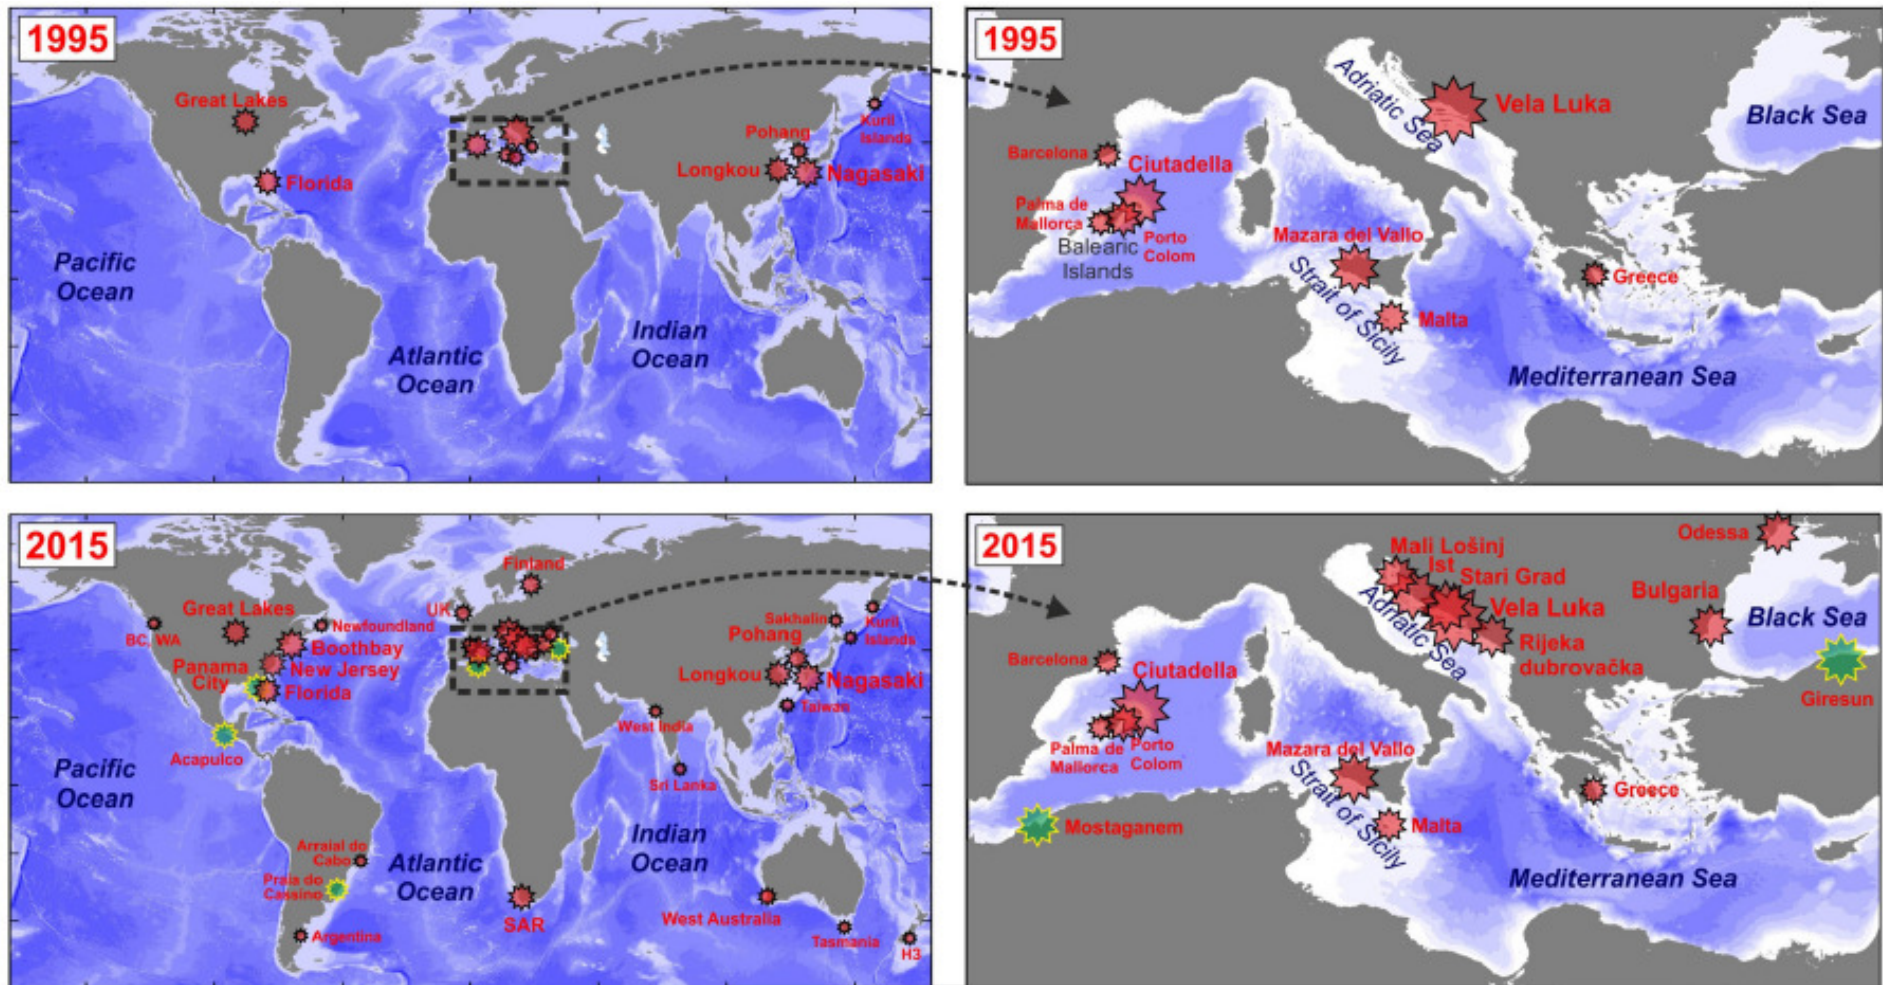 1995
Great Lakes
Florida
Pohang
Longkou
Nagasaki
Kuril
Islands
Pacific
Ocean
Atlantic
Ocean
Indian
Ocean
1995
Adriatic Sea
Vela Luka
Black Sea
Barcelona
Ciutadella
Palma de
Mallorca
Porto
Colom
Balearic
Islands
Mazara del Vallo
Strait of Sicily
Malta
Greece
Mediterranean Sea
2015
Finland
UK
Great Lakes
BC, WA
Newfoundland
Boothbay
New Jersey
Panama
City
Florida
Acapulco
Sakhalin
Kuril
Islands
Pohang
Longkou
Nagasaki
Taiwan
West India
Sri Lanka
Pacific
Ocean
Atlantic
Ocean
Indian
Ocean
Arraial do
Cabo
Praia do
Cassino
Argentina
SAR
West Australia
Tasmania
H3
2015
Odessa
Mali Lošinj
Ist
Stari Grad
Vela Luka
Rijeka
dubrovačka
Bulgaria
Black Sea
Giresun
Adriatic Sea
Barcelona
Ciutadella
Palma de
Mallorca
Porto
Colom
Mazara del Vallo
Strait of Sicily
Malta
Greece
Mostaganem
Mediterranean Sea